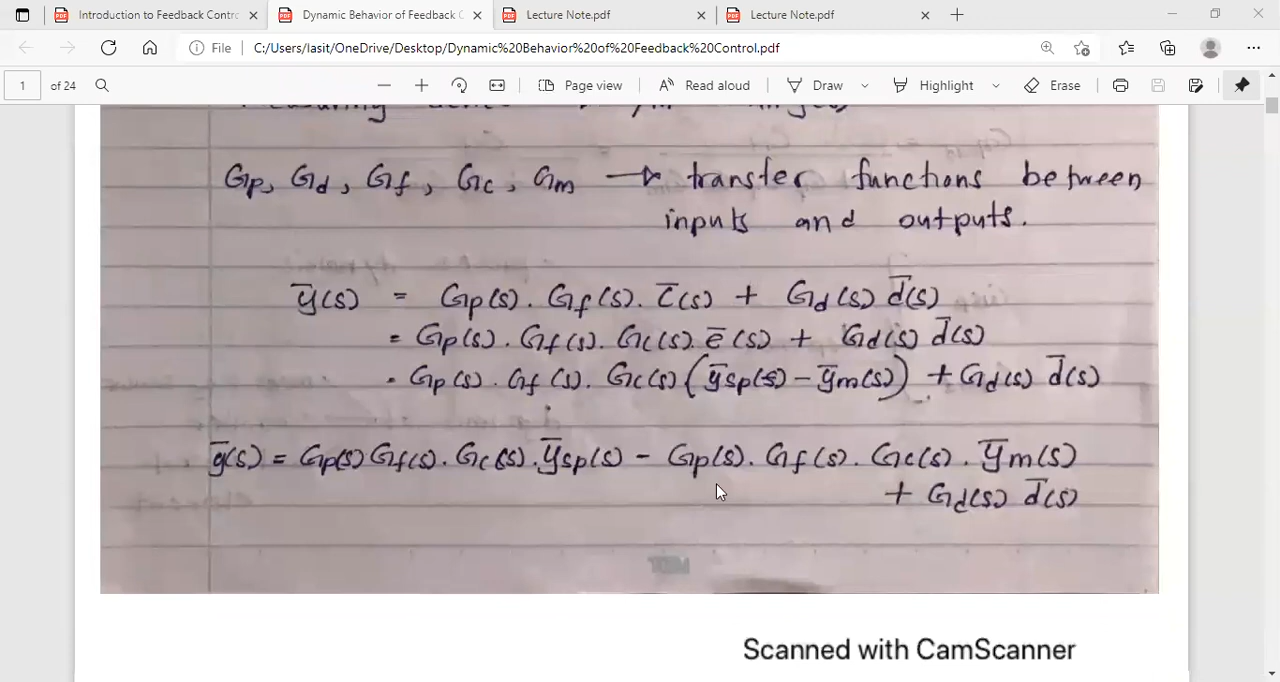 Introduction to Feedback Contro
Dynamic Behavior of Feedback C
Lecture Note.pdf
Lecture Note.pdf
File
C:/Users/lasit/OneDrive/Desktop/Dynamic%20Behavior%20of%20Feedback%20Control.pdf
1 of 24
Page view
Read aloud
Draw
Highlight
Erase
Gp, Gd, Gf, Gc, Gm → transfer functions between
inputs and outputs.
ȳ(s) = Gp(s). Gf(s). c̄(s) + Gd(s) d̄(s)
= Gp(s). Gf(s). Gc(s). ē(s) + Gd(s) d̄(s)
= Gp(s). Gf(s). Gc(s) (ȳsp(s) - ȳm(s)) + Gd(s) d̄(s)
ȳ(s) = Gp(s) Gf(s). Gc(s). ȳsp(s) - Gp(s). Gf(s). Gc(s). ȳm(s)
+ Gd(s) d̄(s)
Scanned with CamScanner